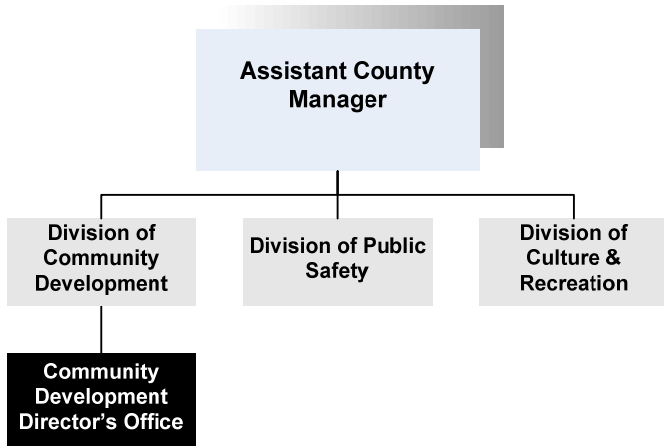 Assistant County
Manager
Division of
Community
Development
Division of Public
Safety
Division of
Culture &
Recreation
Community
Development
Director's Office